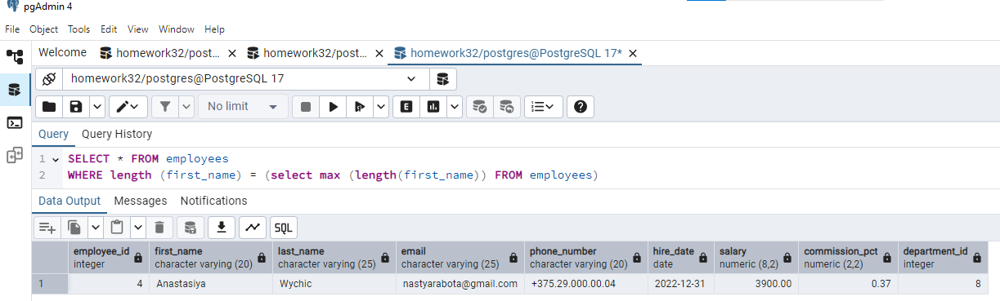 pgAdmin 4
File Object Tools Edit View Window Help
Welcome homework32/post... homework32/post... homework32/postgres@PostgreSQL 17*
homework32/postgres@PostgreSQL 17
No limit E
Query Query History
1 SELECT * FROM employees
2 WHERE length (first_name) = (select max (length(first_name)) FROM employees)
Data Output Messages Notifications
SQL
employee_id first_name last_name email phone_number hire_date salary commission_pct department_id
integer character varying (20) character varying (25) character varying (25) character varying (20) date numeric (8,2) numeric (2,2) integer
1 4 Anastasiya Wychic nastyarabota@gmail.com +375.29.000.00.04 2022-12-31 3900.00 0.37 8